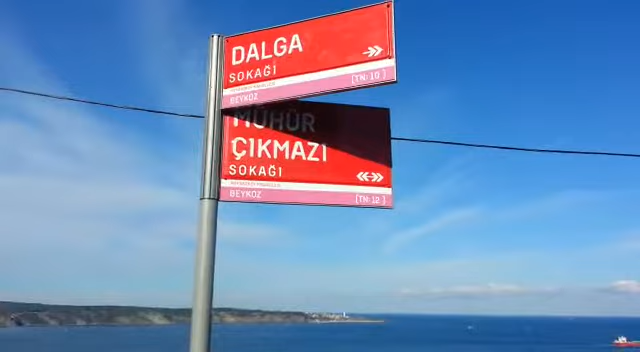 DALGA
SOKAĞI
BEYKOZ
[TN: 10]
MÜHÜR
ÇIKMAZI
SOKAĞI
BEYKOZ
[TN: 12]